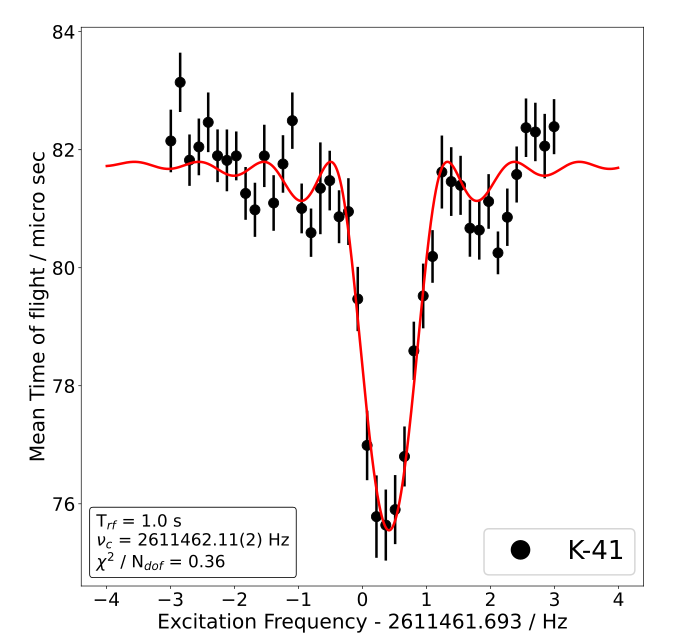 84
82
80
78
76
Mean Time of flight / micro sec
T_rf = 1.0 s
ν_c = 2611462.11(2) Hz
χ² / N_dof = 0.36
K-41
−4 −3 −2 −1 0 1 2 3 4
Excitation Frequency - 2611461.693 / Hz